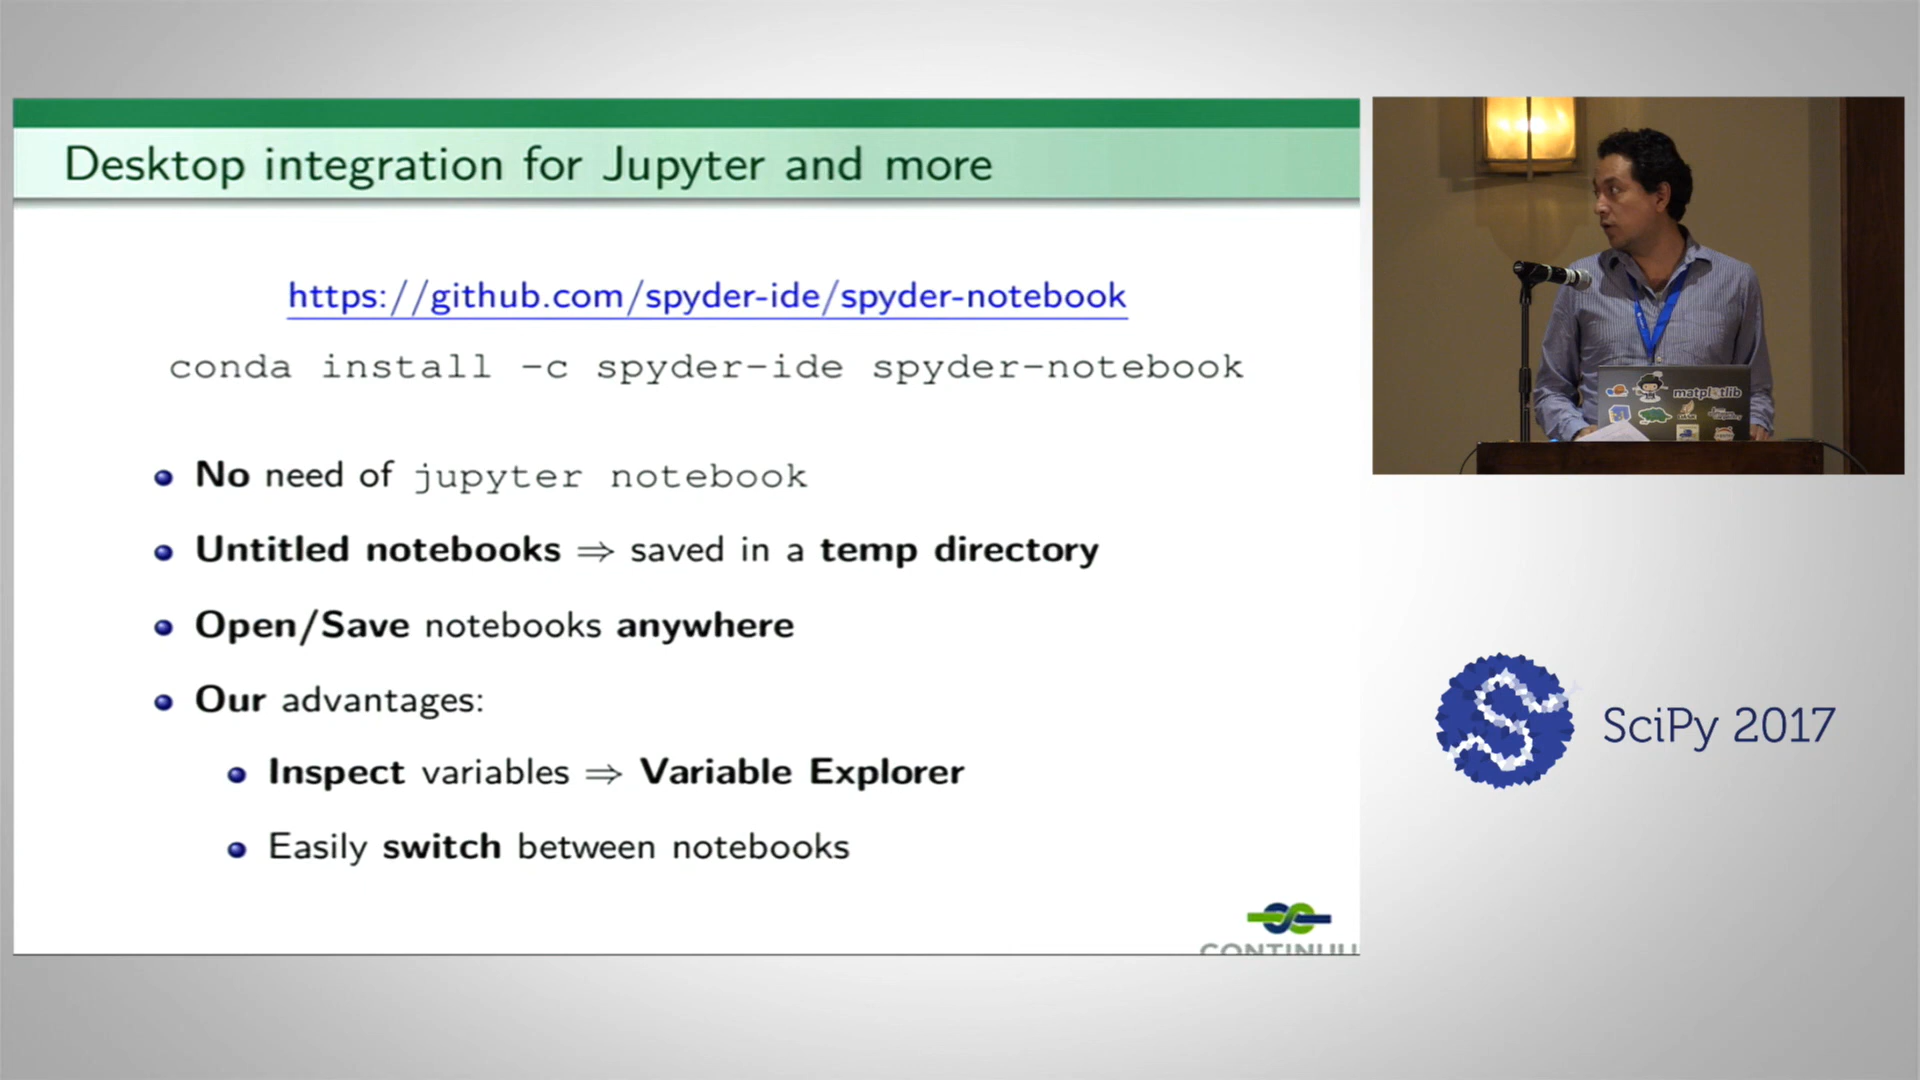 Desktop integration for Jupyter and more
https://github.com/spyder-ide/spyder-notebook
conda install -c spyder-ide spyder-notebook
No need of jupyter notebook
Untitled notebooks ⇒ saved in a temp directory
Open/Save notebooks anywhere
Our advantages:
Inspect variables ⇒ Variable Explorer
Easily switch between notebooks
matplotlib
SciPy 2017